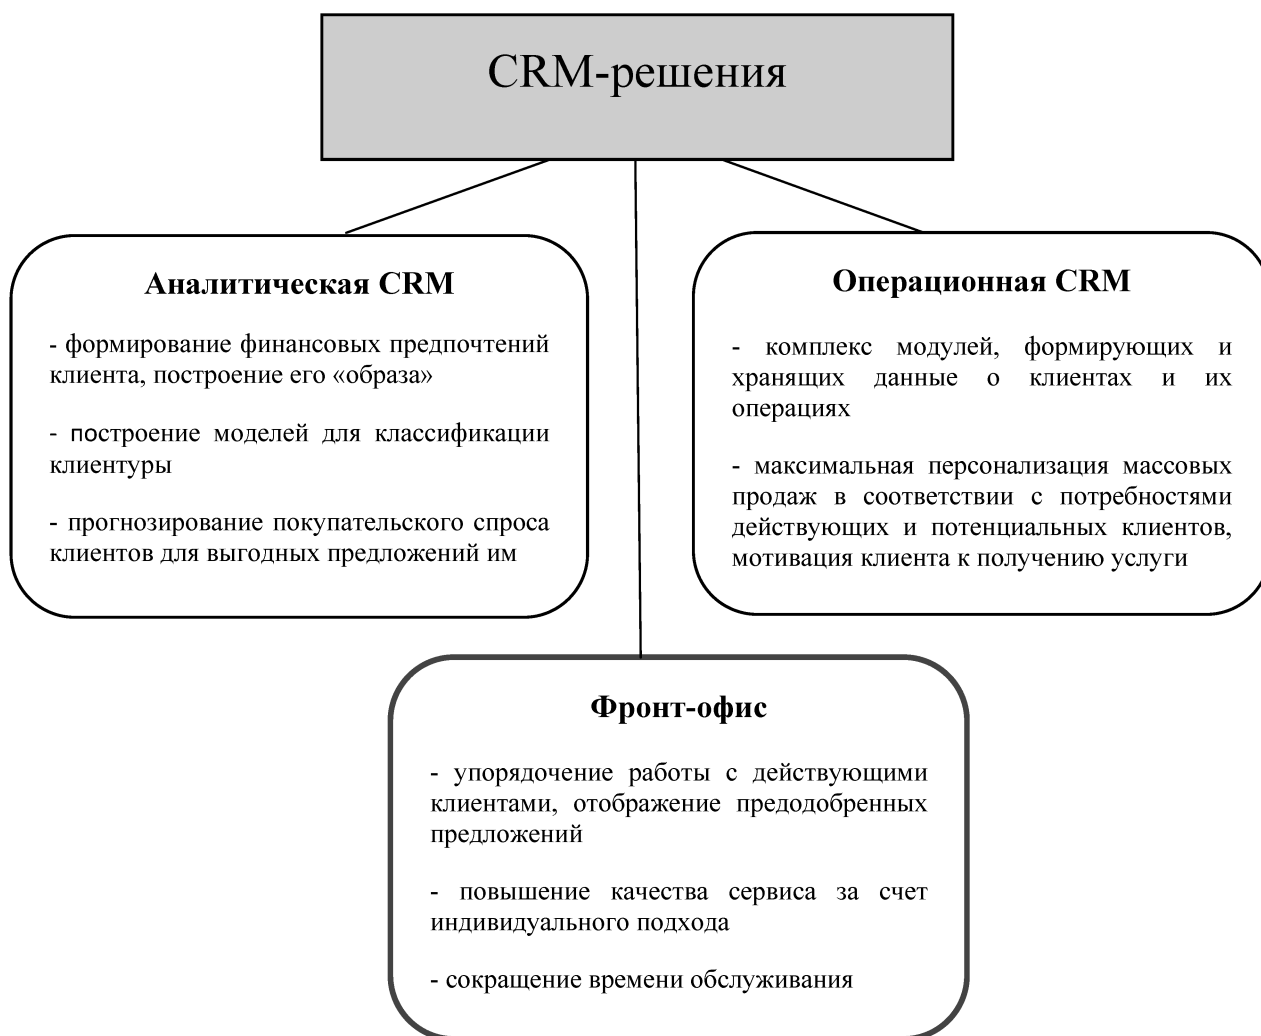 CRM-решения
Аналитическая CRM
- формирование финансовых предпочтений
клиента, построение его «образа»
- построение моделей для классификации
клиентуры
- прогнозирование покупательского спроса
клиентов для выгодных предложений им
Операционная CRM
- комплекс модулей, формирующих и
хранящих данные о клиентах и их
операциях
- максимальная персонализация массовых
продаж в соответствии с потребностями
действующих и потенциальных клиентов,
мотивация клиента к получению услуги
Фронт-офис
- упорядочение работы с действующими
клиентами, отображение предодобренных
предложений
- повышение качества сервиса за счет
индивидуального подхода
- сокращение времени обслуживания